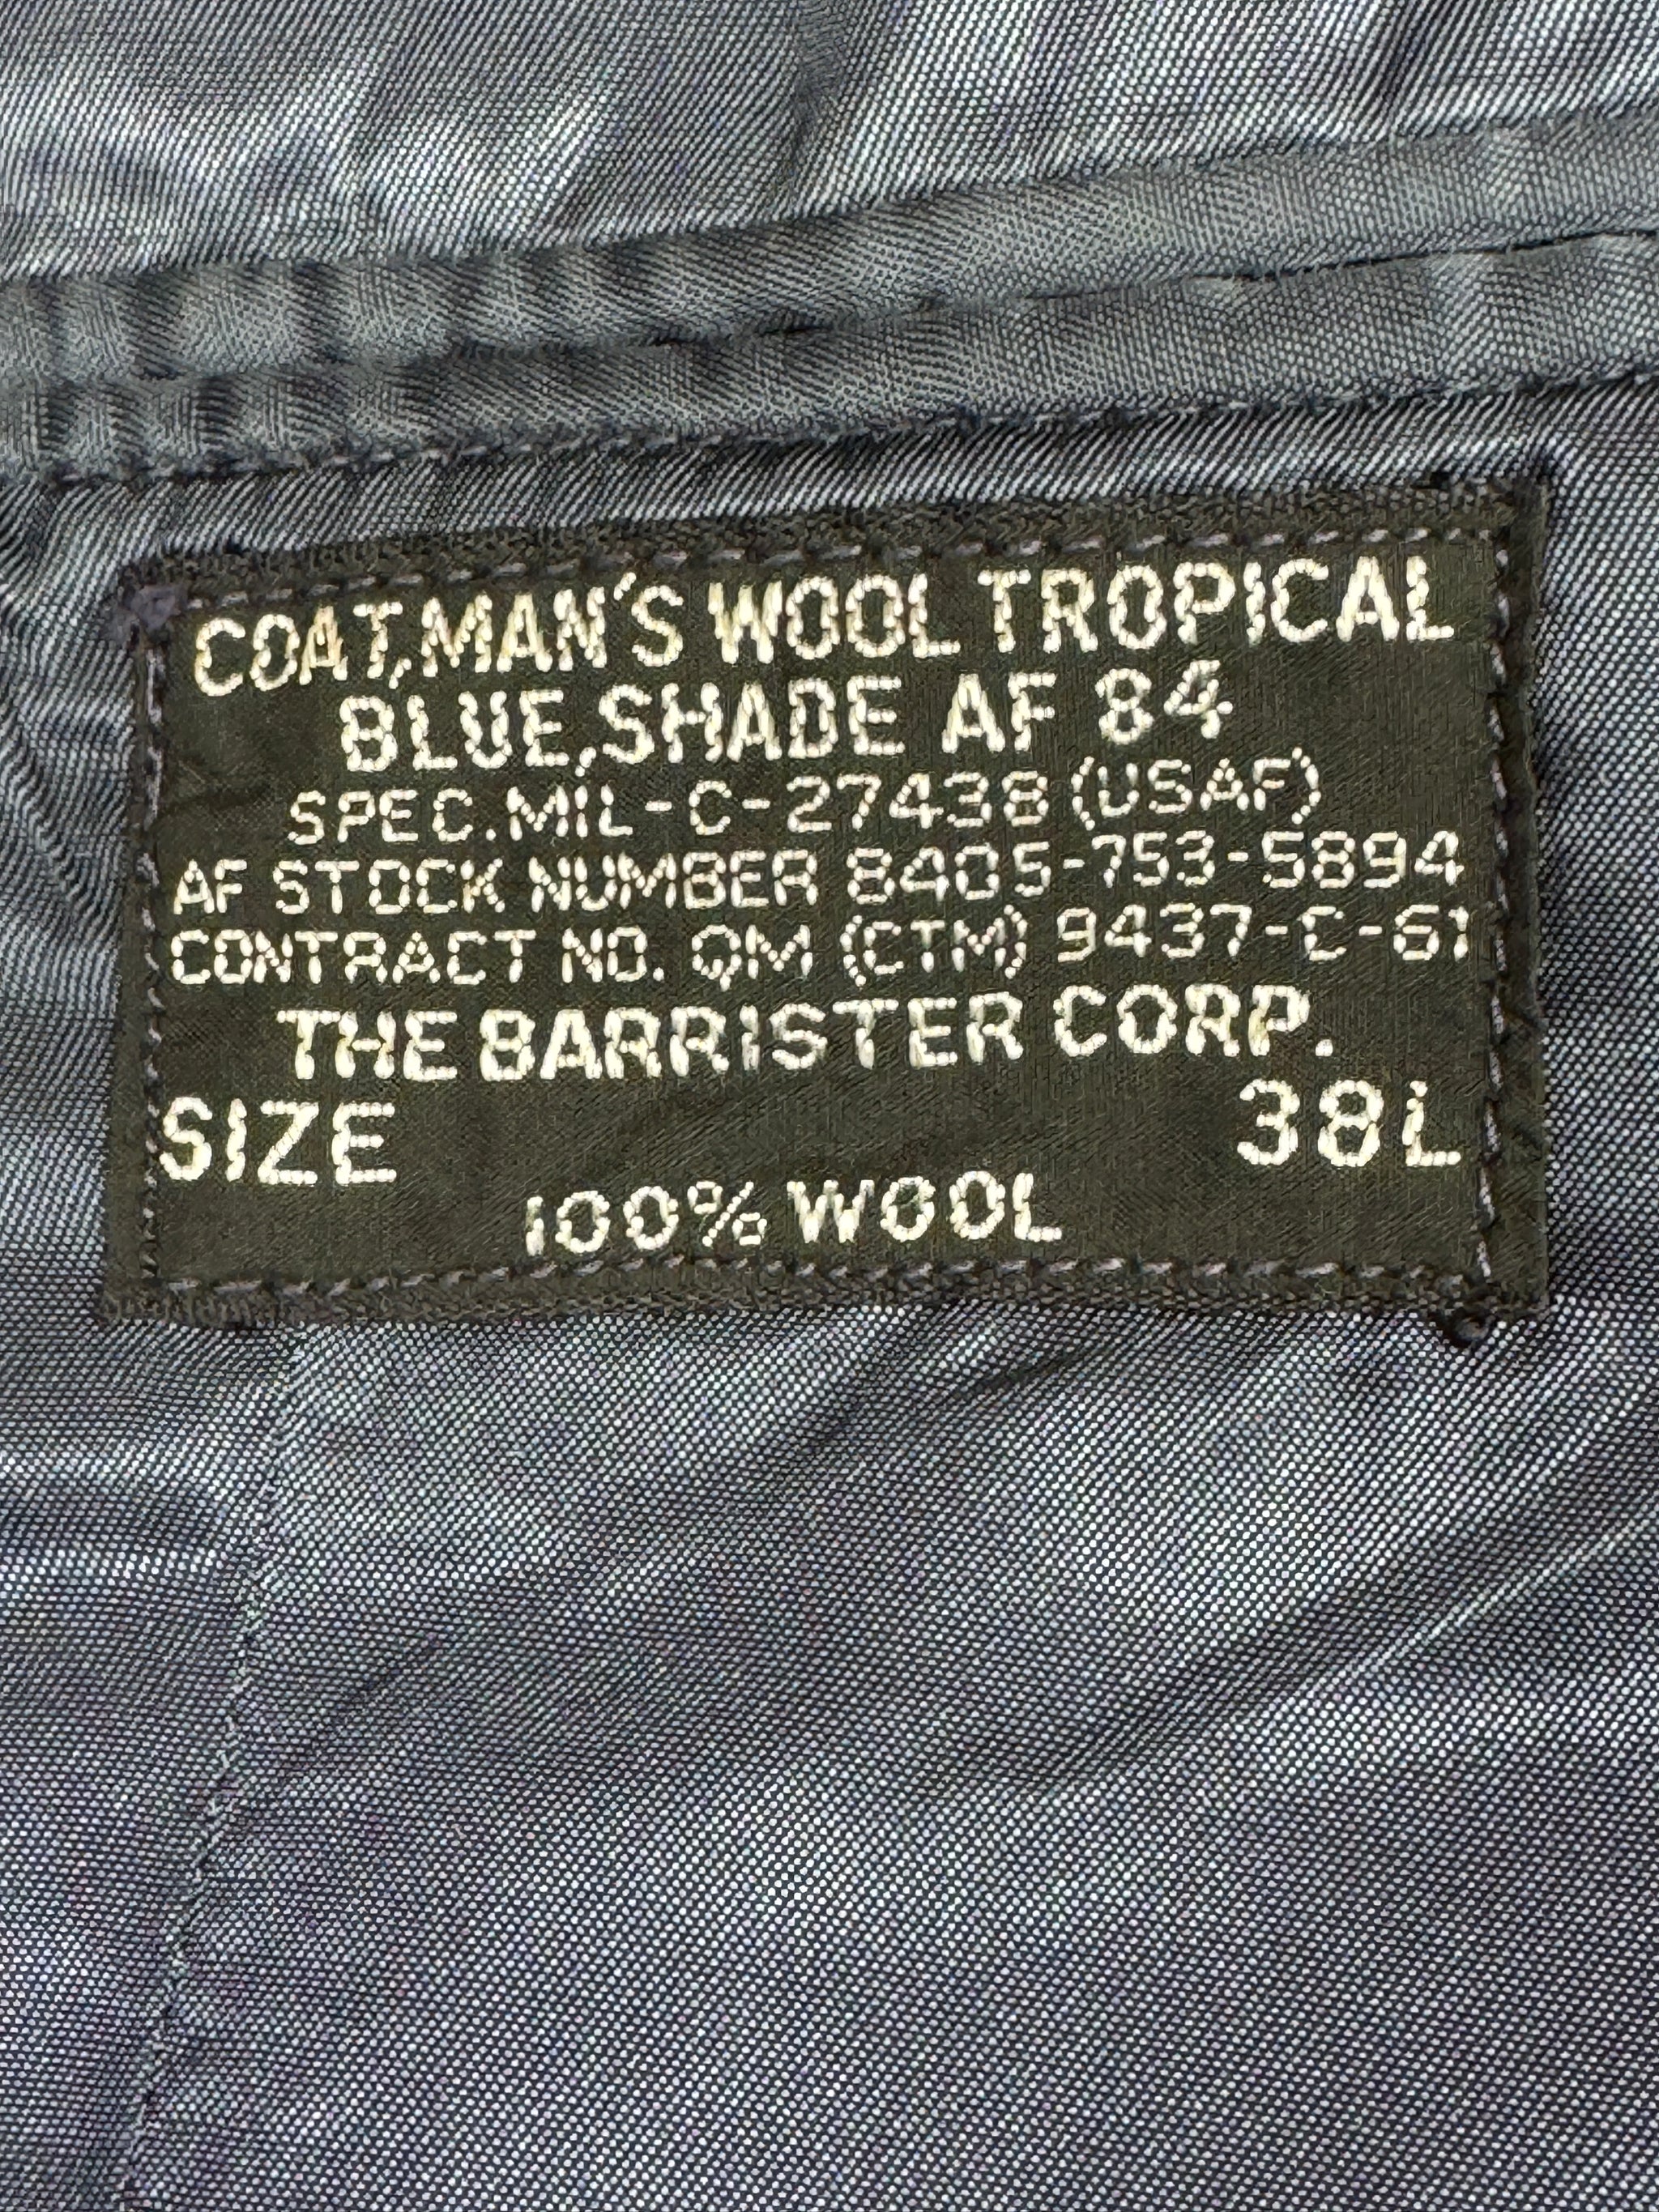 COAT, MAN'S WOOL TROPICAL
BLUE, SHADE AF 84
SPEC. MIL-C-27438 (USAF)
AF STOCK NUMBER 8405-753-5894
CONTRACT NO. QM (CTM) 9437-C-61
THE BARRISTER CORP.
SIZE 38L
100% WOOL